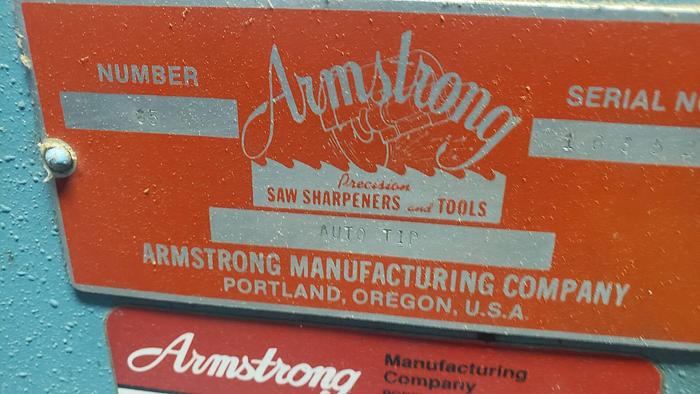 NUMBER
Armstrong
SERIAL
Precision
SAW SHARPENERS and TOOLS
AUTO TIP
ARMSTRONG MANUFACTURING COMPANY
PORTLAND, OREGON, U.S.A.
Armstrong
Manufacturing
Company